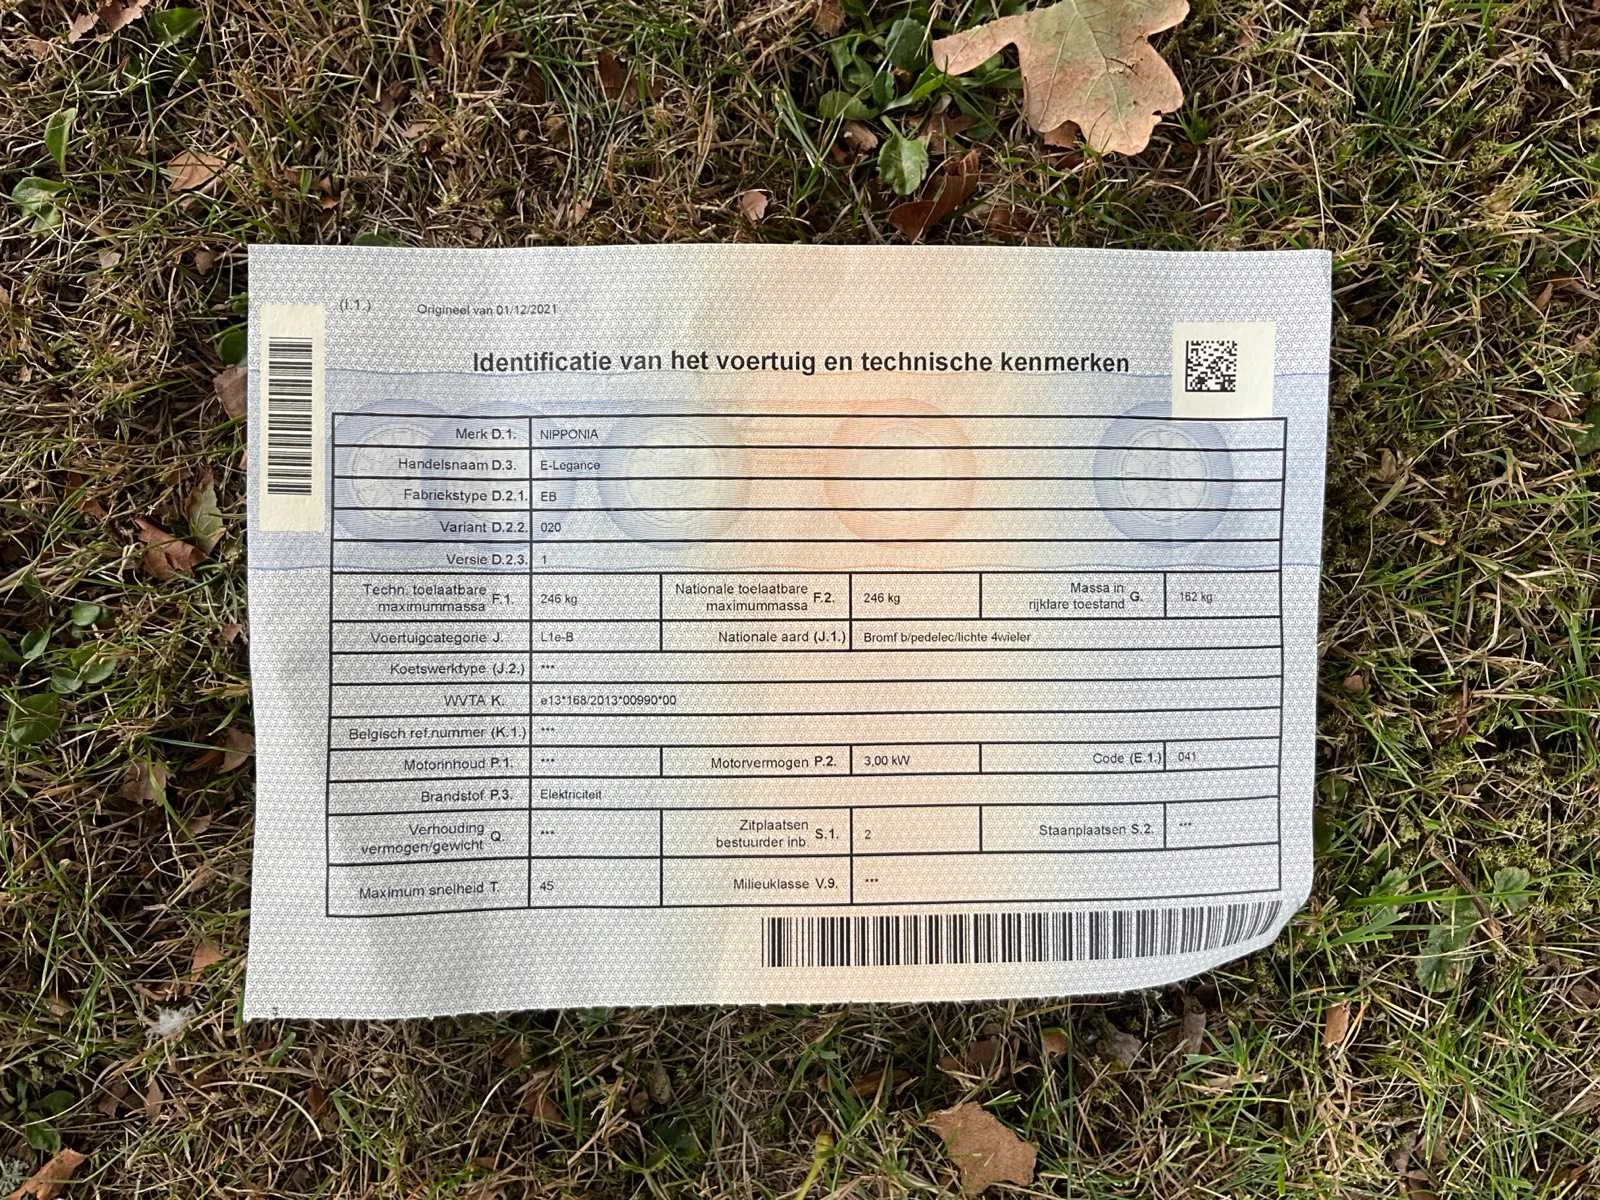 (I.1.) Origineel van 01/12/2021
Identificatie van het voertuig en technische kenmerken
Merk D.1. NIPPONIA
Handelsnaam D.3. E-Legance
Fabriekstype D.2.1. EB
Variant D.2.2. 020
Versie D.2.3. 1
Techn. toelaatbare maximummassa F.1. 246 kg Nationale toelaatbare maximummassa F.2. 246 kg Massa in rijklare toestand G. 162 kg
Voertuigcategorie J. L1e-B Nationale aard (J.1.) Bromf b/pedelec/lichte 4wieler
Koetswerktype (J.2.) ***
WVTA K. e13*168/2013*00990*00
Belgisch ref.nummer (K.1.) ***
Motorinhoud P.1. *** Motorvermogen P.2. 3,00 kW Code (E.1.) 041
Brandstof P.3. Elektriciteit
Verhouding vermogen/gewicht Q. *** Zitplaatsen bestuurder inb. S.1. 2 Staanplaatsen S.2. ***
Maximum snelheid T. 45 Milieuklasse V.9. ***